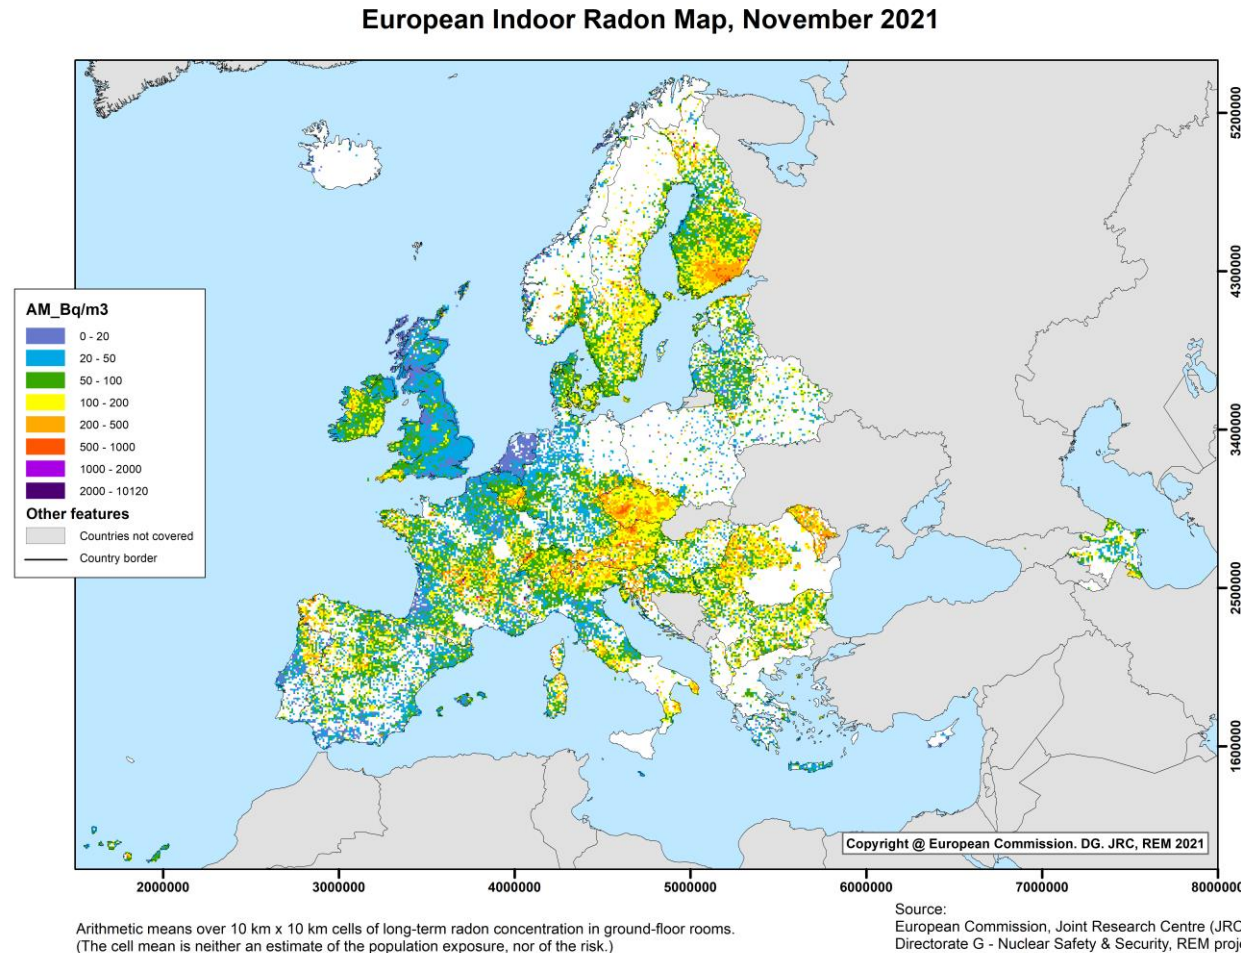 European Indoor Radon Map, November 2021
AM_Bq/m3
0 - 20
20 - 50
50 - 100
100 - 200
200 - 500
500 - 1000
1000 - 2000
2000 - 10120
Other features
Countries not covered
Country border
5200000
4300000
3400000
2500000
1600000
Copyright @ European Commission. DG. JRC, REM 2021
2000000 3000000 4000000 5000000 6000000 7000000 8000000
Arithmetic means over 10 km x 10 km cells of long-term radon concentration in ground-floor rooms.
(The cell mean is neither an estimate of the population exposure, nor of the risk.)
Source:
European Commission, Joint Research Centre (JRC
Directorate G - Nuclear Safety & Security, REM proj